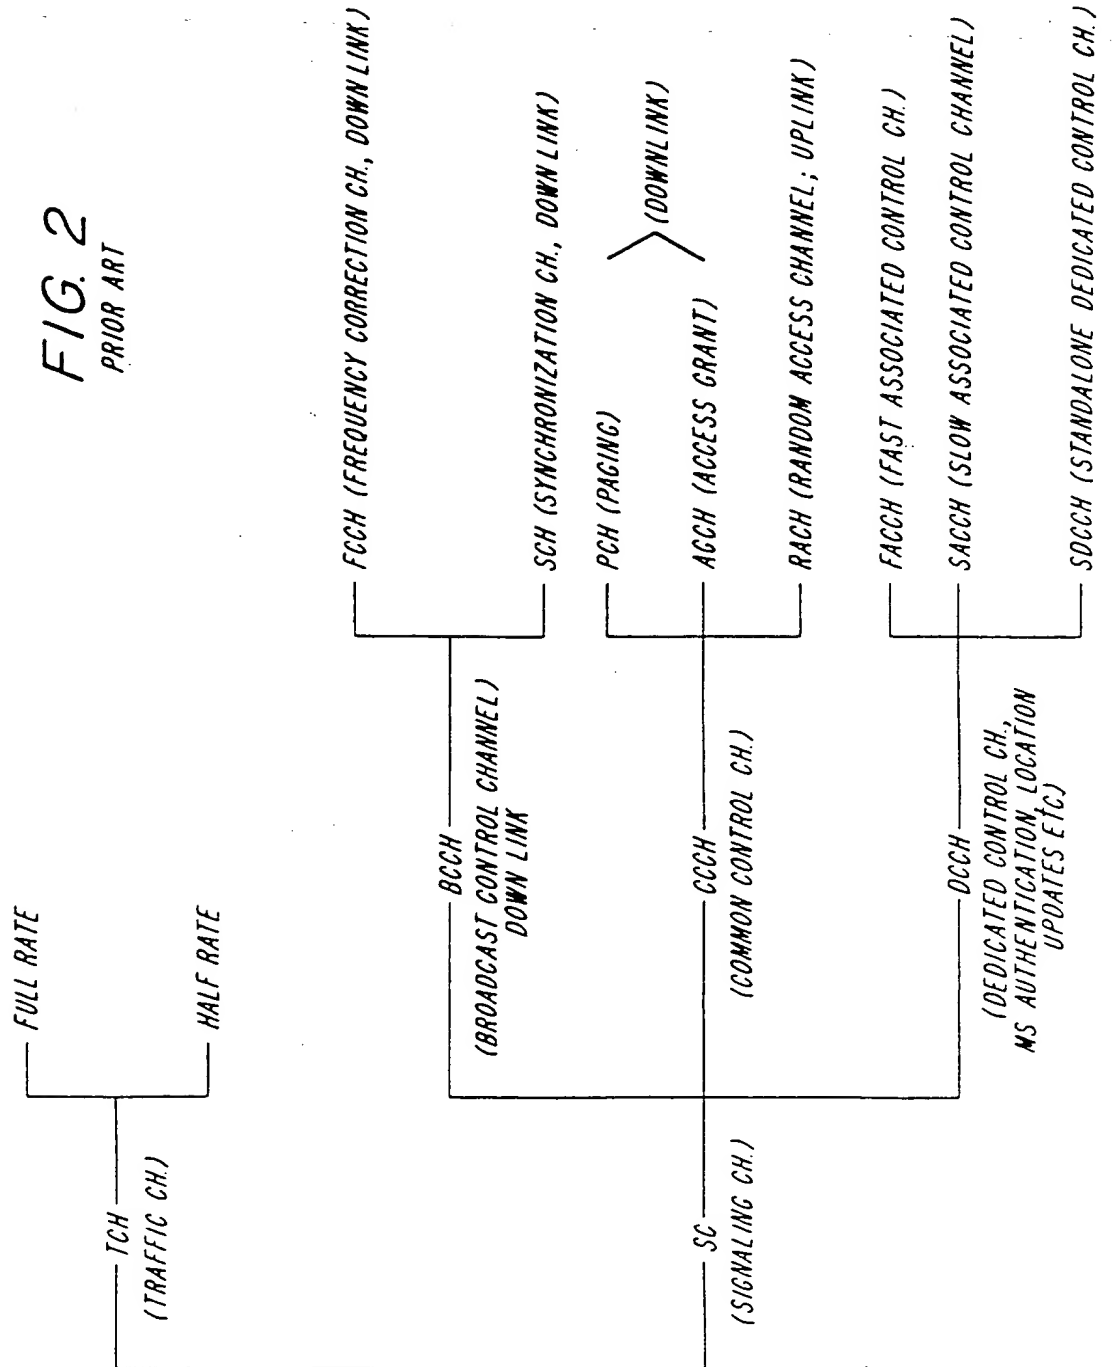 FIG. 2
PRIOR ART
FULL RATE
TCH
(TRAFFIC CH.)
HALF RATE
FCCH (FREQUENCY CORRECTION CH., DOWN LINK)
BCCH
(BROADCAST CONTROL CHANNEL)
DOWN LINK
SCH (SYNCHRONIZATION CH., DOWN LINK)
PCH (PAGING)
(DOWNLINK)
SC
(SIGNALING CH.)
CCCH
(COMMON CONTROL CH.)
AGCH (ACCESS GRANT)
RACH (RANDOM ACCESS CHANNEL; UPLINK)
FACCH (FAST ASSOCIATED CONTROL CH.)
DCCH
(DEDICATED CONTROL CH.,
MS AUTHENTICATION, LOCATION
UPDATES ETC)
SACCH (SLOW ASSOCIATED CONTROL CHANNEL)
SDCCH (STANDALONE DEDICATED CONTROL CH.)